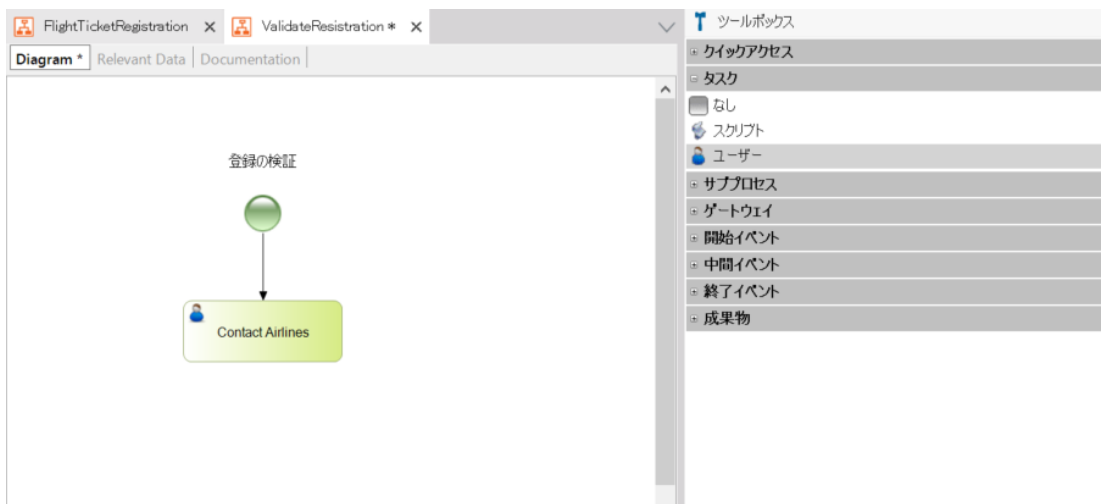 FlightTicketRegistration
ValidateResistration *
Diagram *
Relevant Data
Documentation
登録の検証
Contact Airlines
ツールボックス
クイックアクセス
タスク
なし
スクリプト
ユーザー
サブプロセス
ゲートウェイ
開始イベント
中間イベント
終了イベント
成果物